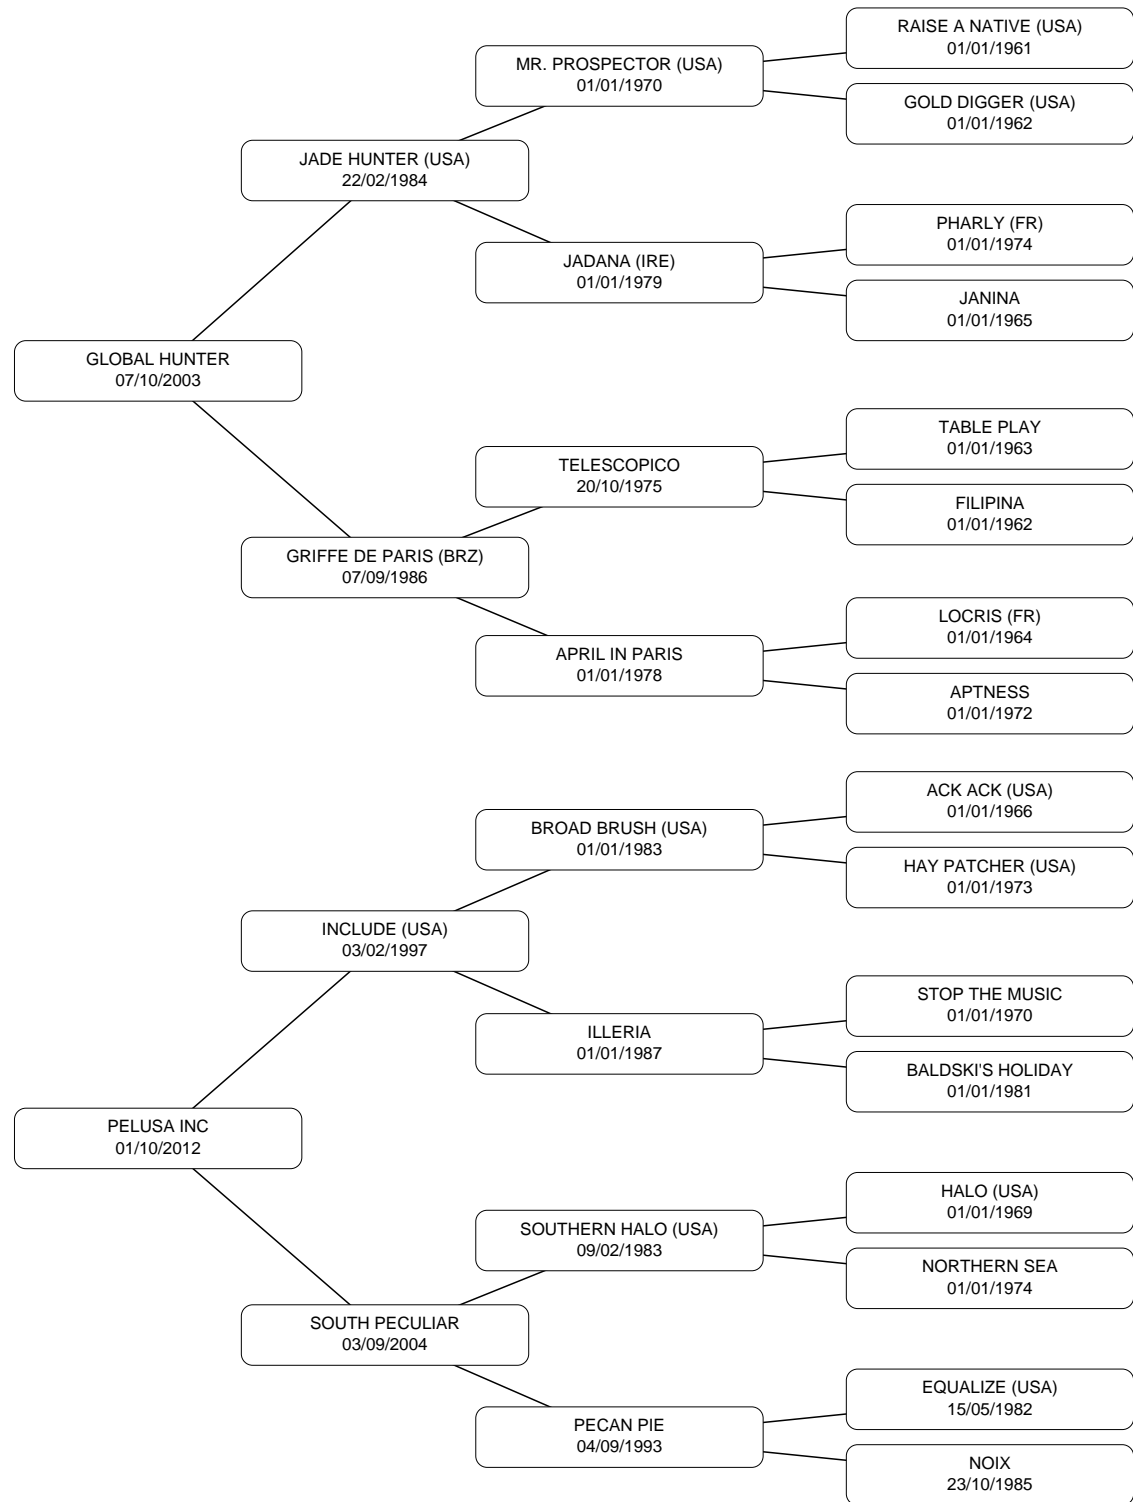 RAISE A NATIVE (USA)
01/01/1961
MR. PROSPECTOR (USA)
01/01/1970
GOLD DIGGER (USA)
01/01/1962
JADE HUNTER (USA)
22/02/1984
PHARLY (FR)
01/01/1974
JADANA (IRE)
01/01/1979
JANINA
01/01/1965
GLOBAL HUNTER
07/10/2003
TABLE PLAY
01/01/1963
TELESCOPICO
20/10/1975
FILIPINA
01/01/1962
GRIFFE DE PARIS (BRZ)
07/09/1986
LOCRIS (FR)
01/01/1964
APRIL IN PARIS
01/01/1978
APTNESS
01/01/1972
ACK ACK (USA)
01/01/1966
BROAD BRUSH (USA)
01/01/1983
HAY PATCHER (USA)
01/01/1973
INCLUDE (USA)
03/02/1997
STOP THE MUSIC
01/01/1970
ILLERIA
01/01/1987
BALDSKI'S HOLIDAY
01/01/1981
PELUSA INC
01/10/2012
HALO (USA)
01/01/1969
SOUTHERN HALO (USA)
09/02/1983
NORTHERN SEA
01/01/1974
SOUTH PECULIAR
03/09/2004
EQUALIZE (USA)
15/05/1982
PECAN PIE
04/09/1993
NOIX
23/10/1985